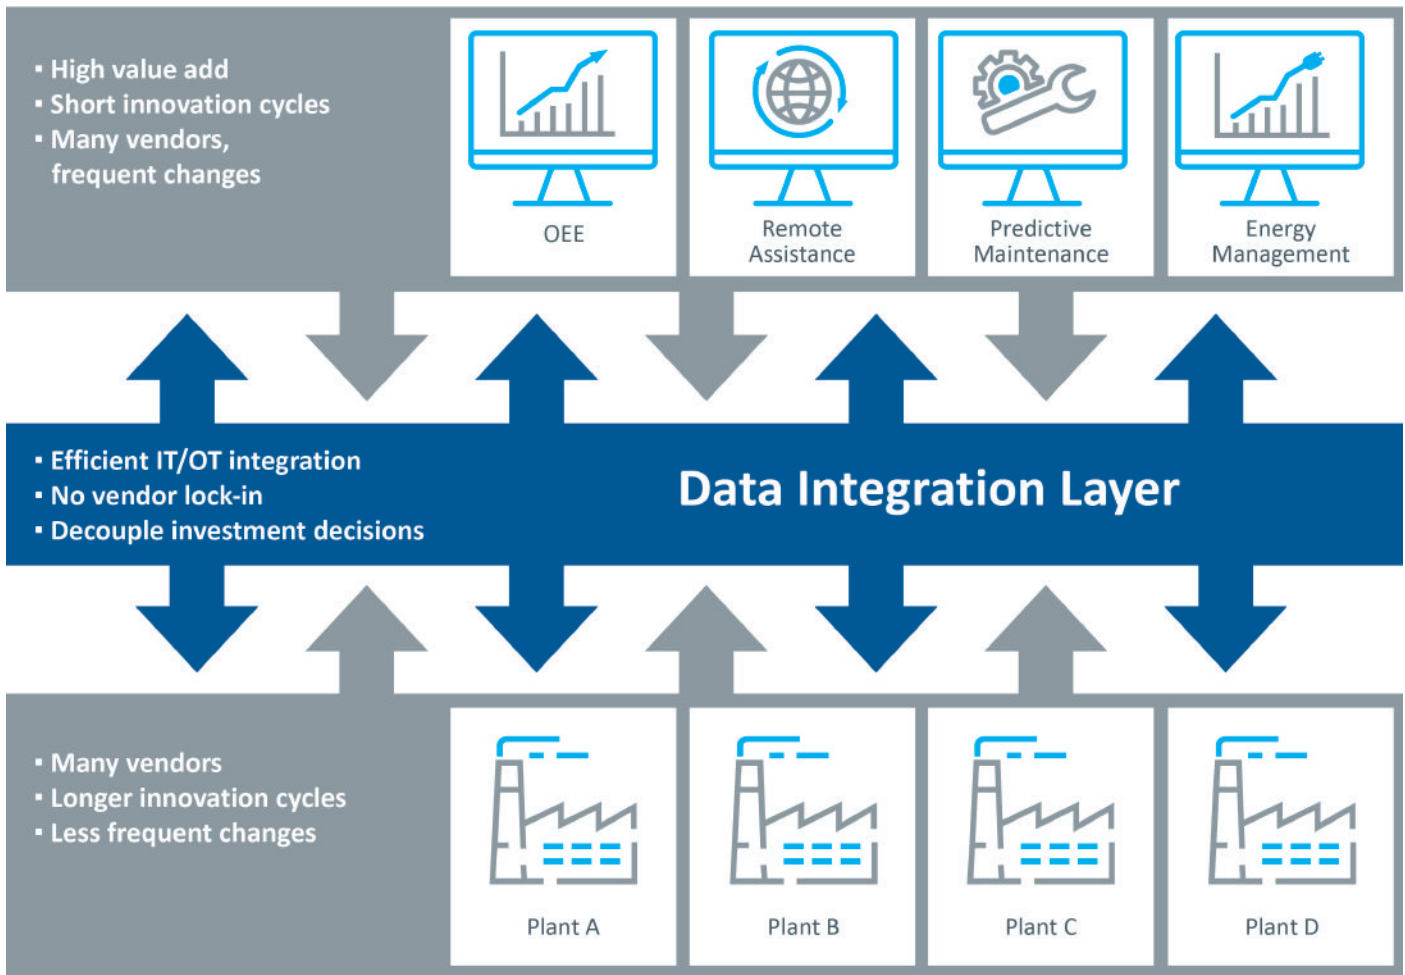 ▪ High value add
▪ Short innovation cycles
▪ Many vendors,
frequent changes
OEE
Remote
Assistance
Predictive
Maintenance
Energy
Management
▪ Efficient IT/OT integration
▪ No vendor lock-in
▪ Decouple investment decisions
Data Integration Layer
▪ Many vendors
▪ Longer innovation cycles
▪ Less frequent changes
Plant A
Plant B
Plant C
Plant D